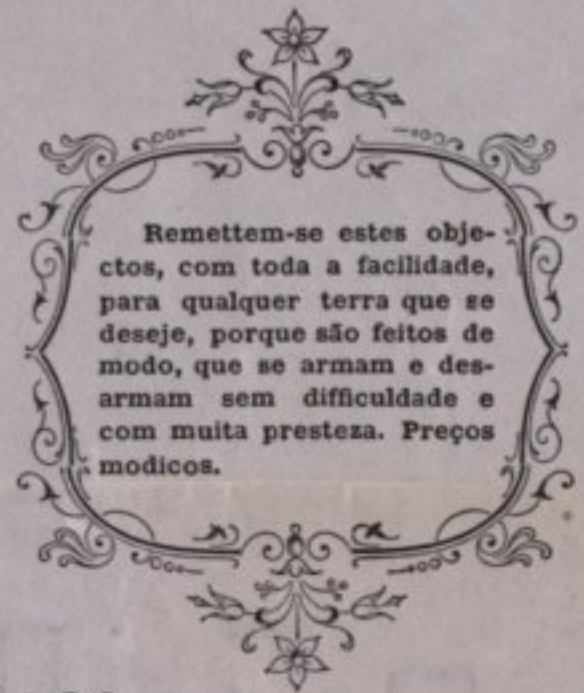 Remettem-se estes obje-
ctos, com toda a facilidade,
para qualquer terra que se
deseje, porque são feitos de
modo, que se armam e des-
armam sem difficuldade e
com muita presteza. Preços
modicos.